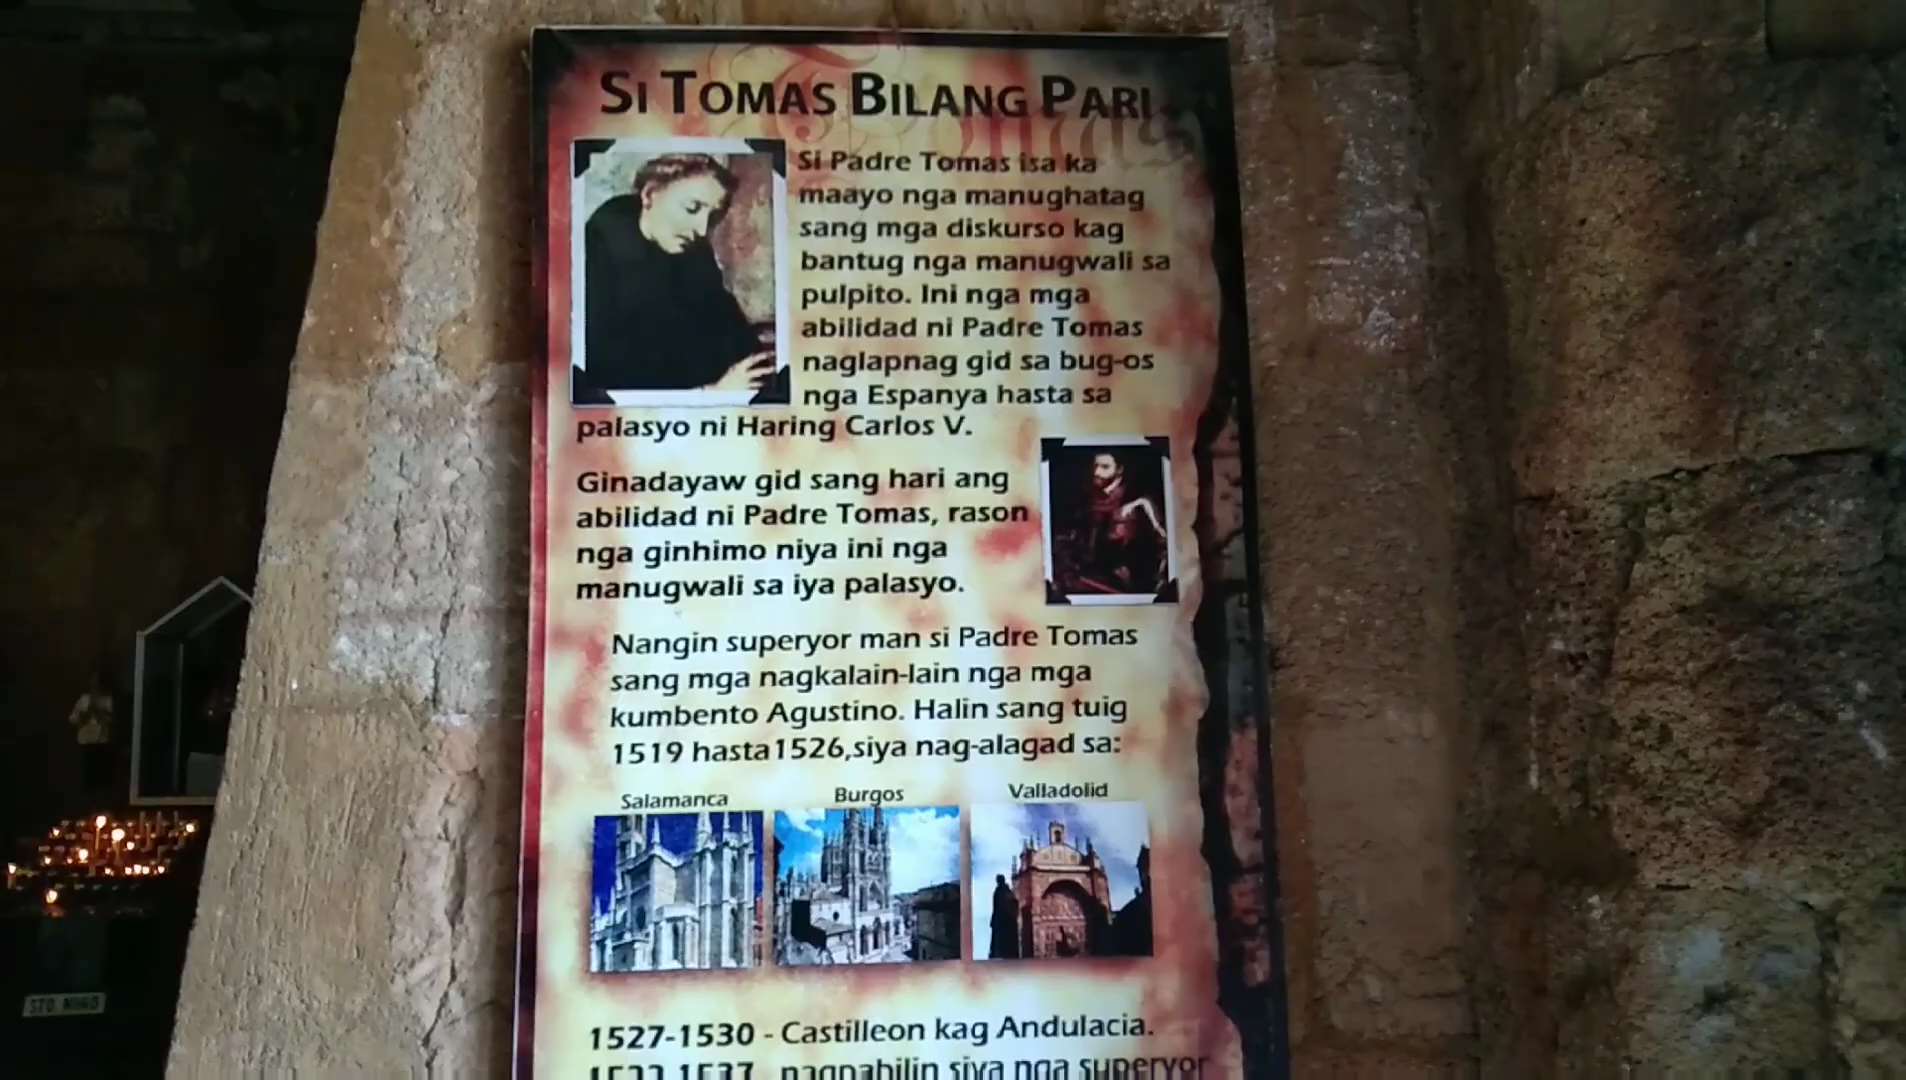 SI TOMAS BILANG PARI
Si Padre Tomas isa ka
maayo nga manughatag
sang mga diskurso kag
bantug nga manugwali sa
pulpito. Ini nga mga
abilidad ni Padre Tomas
naglapnag gid sa bug-os
nga Espanya hasta sa
palasyo ni Haring Carlos V.
Ginadayaw gid sang hari ang
abilidad ni Padre Tomas, rason
nga ginhimo niya ini nga
manugwali sa iya palasyo.
Nangin superyor man si Padre Tomas
sang mga nagkalain-lain nga mga
kumbento Agustino. Halin sang tuig
1519 hasta1526,siya nag-alagad sa:
Salamanca
Burgos
Valladolid
1527-1530 - Castilleon kag Andulacia.
nagpabilin siya nga superyor
STO. NIÑO